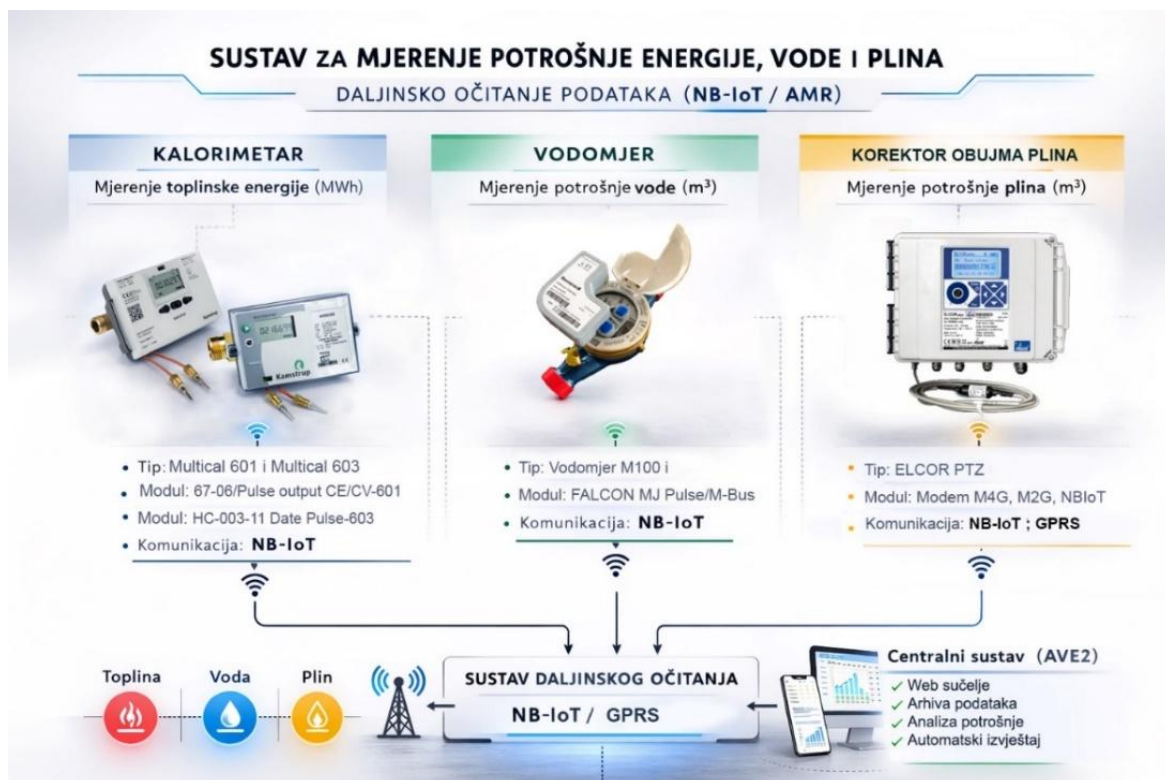 SUSTAV ZA MJERENJE POTROŠNJE ENERGIJE, VODE I PLINA
DALJINSKO OČITANJE PODATAKA (NB-IoT / AMR)
KALORIMETAR
Mjerenje toplinske energije (MWh)
Kamstrup
• Tip: Multical 601 i Multical 603
• Modul: 67-06/Pulse output CE/CV-601
• Modul: HC-003-11 Date Pulse-603
• Komunikacija: NB-IoT
VODOMJER
Mjerenje potrošnje vode (m³)
• Tip: Vodomjer M100 i
• Modul: FALCON MJ Pulse/M-Bus
• Komunikacija: NB-IoT
KOREKTOR OBUJMA PLINA
Mjerenje potrošnje plina (m³)
ELCOR
• Tip: ELCOR PTZ
• Modul: Modem M4G, M2G, NBIoT
• Komunikacija: NB-IoT ; GPRS
Toplina
Voda
Plin
SUSTAV DALJINSKOG OČITANJA
NB-IoT / GPRS
Centralni sustav (AVE2)
✓ Web sučelje
✓ Arhiva podataka
✓ Analiza potrošnje
✓ Automatski izvještaj